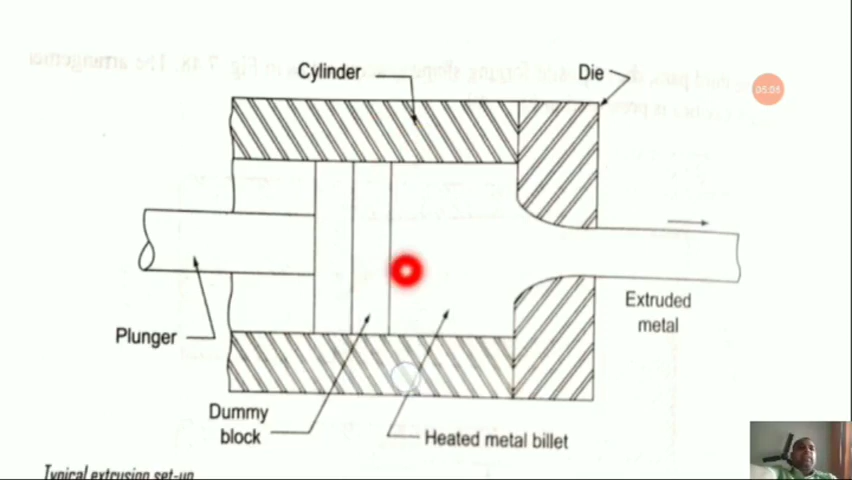 Cylinder
Die
05:05
Extruded
metal
Plunger
Dummy
block
Heated metal billet
Typical extrusion set-up